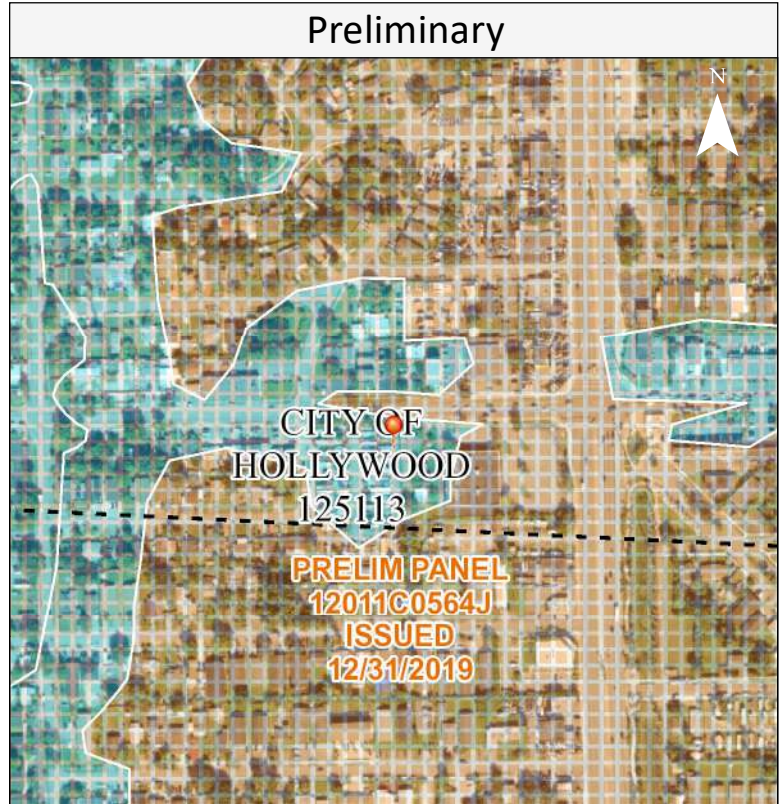 Preliminary
N
CITY OF
HOLLYWOOD
125113
PRELIM PANEL
12011C0564J
ISSUED
12/31/2019